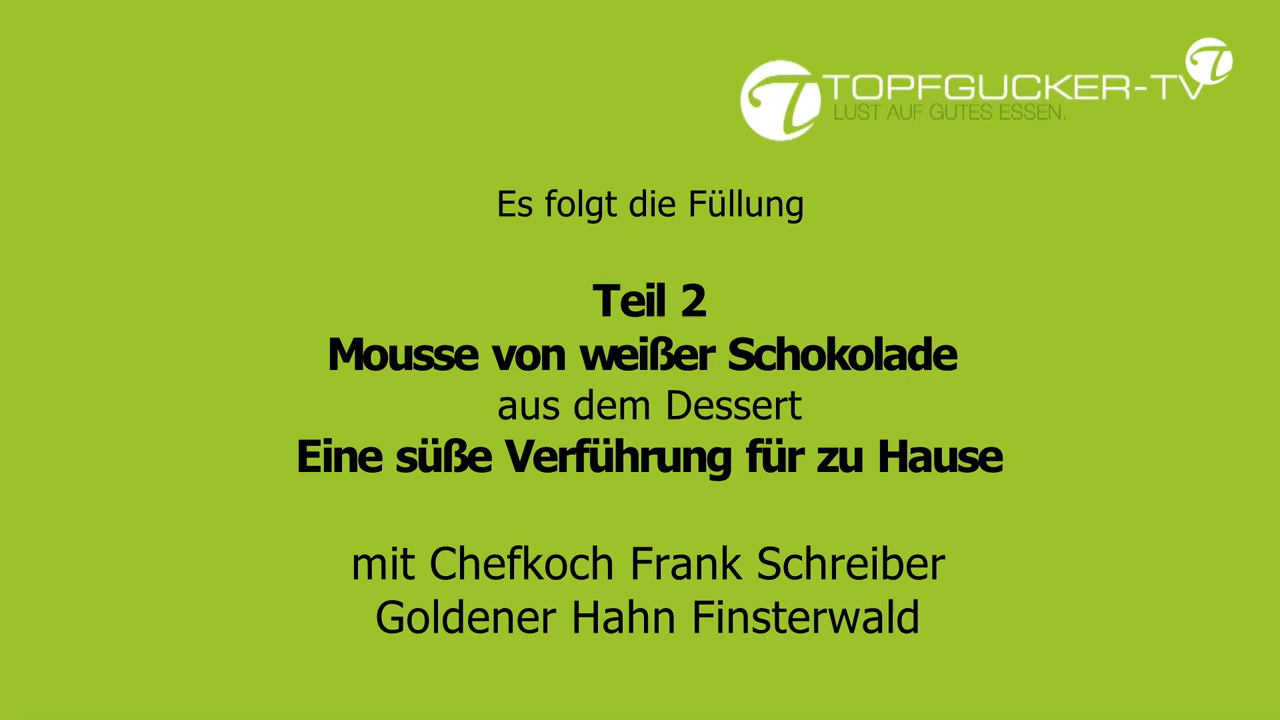 TOPFGUCKER-TV
LUST AUF GUTES ESSEN.
Es folgt die Füllung
Teil 2
Mousse von weißer Schokolade
aus dem Dessert
Eine süße Verführung für zu Hause
mit Chefkoch Frank Schreiber
Goldener Hahn Finsterwald